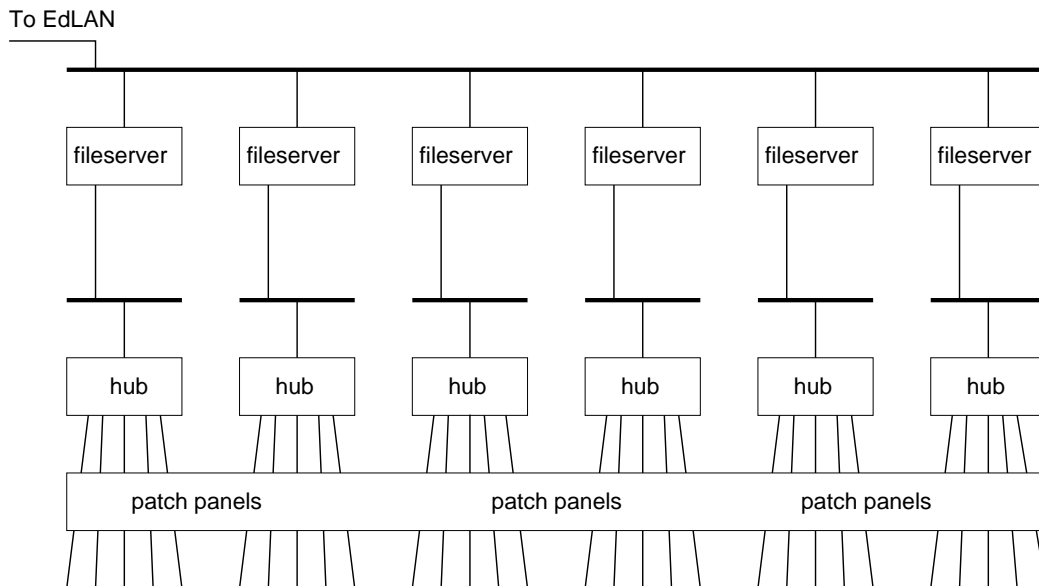 To EdLAN
fileserver fileserver fileserver fileserver fileserver fileserver
hub hub hub hub hub hub
patch panels patch panels patch panels